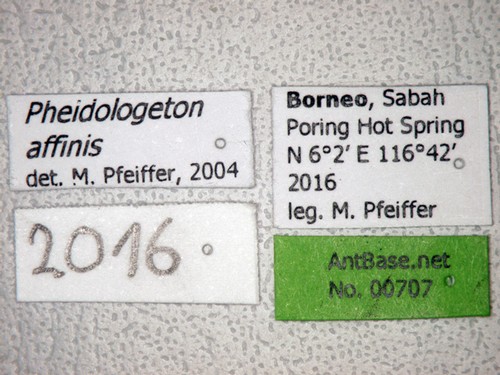 Pheidologeton
affinis
det. M. Pfeiffer, 2004
Borneo, Sabah
Poring Hot Spring
N 6°2′ E 116°42′
2016
leg. M. Pfeiffer
2016
AntBase.net
No. 00707